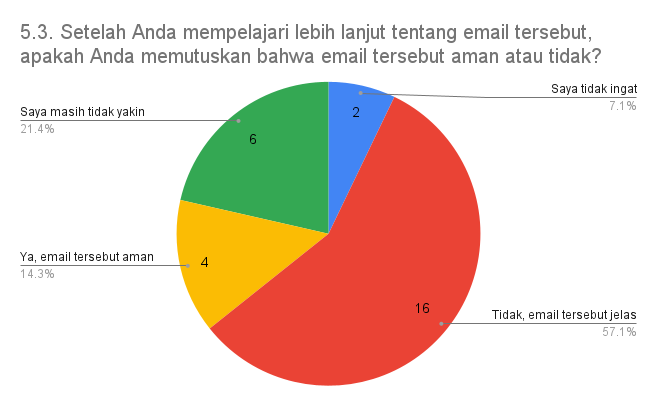 5.3. Setelah Anda mempelajari lebih lanjut tentang email tersebut,
apakah Anda memutuskan bahwa email tersebut aman atau tidak?
Saya tidak ingat
7.1%
2
Saya masih tidak yakin
21.4%
6
Ya, email tersebut aman
14.3%
4
16
Tidak, email tersebut jelas
57.1%